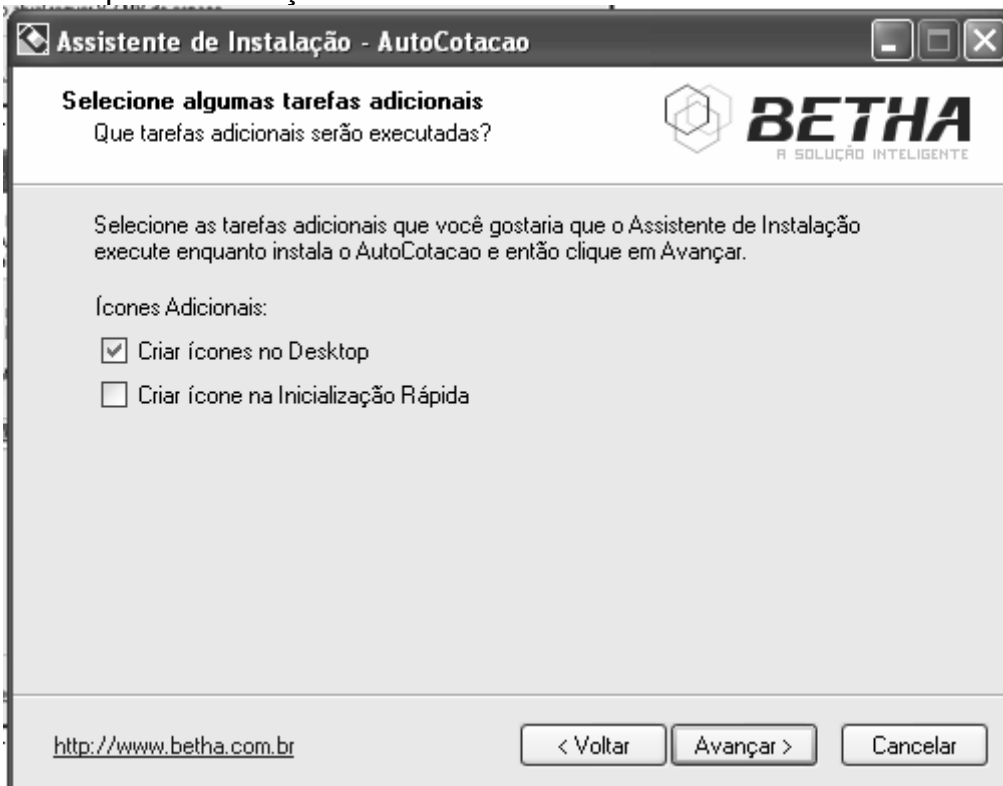 Assistente de Instalação - AutoCotacao
Selecione algumas tarefas adicionais
Que tarefas adicionais serão executadas?
BETHA
A SOLUÇÃO INTELIGENTE
Selecione as tarefas adicionais que você gostaria que o Assistente de Instalação
execute enquanto instala o AutoCotacao e então clique em Avançar.
Ícones Adicionais:
Criar ícones no Desktop
Criar ícone na Inicialização Rápida
http://www.betha.com.br
< Voltar
Avançar >
Cancelar